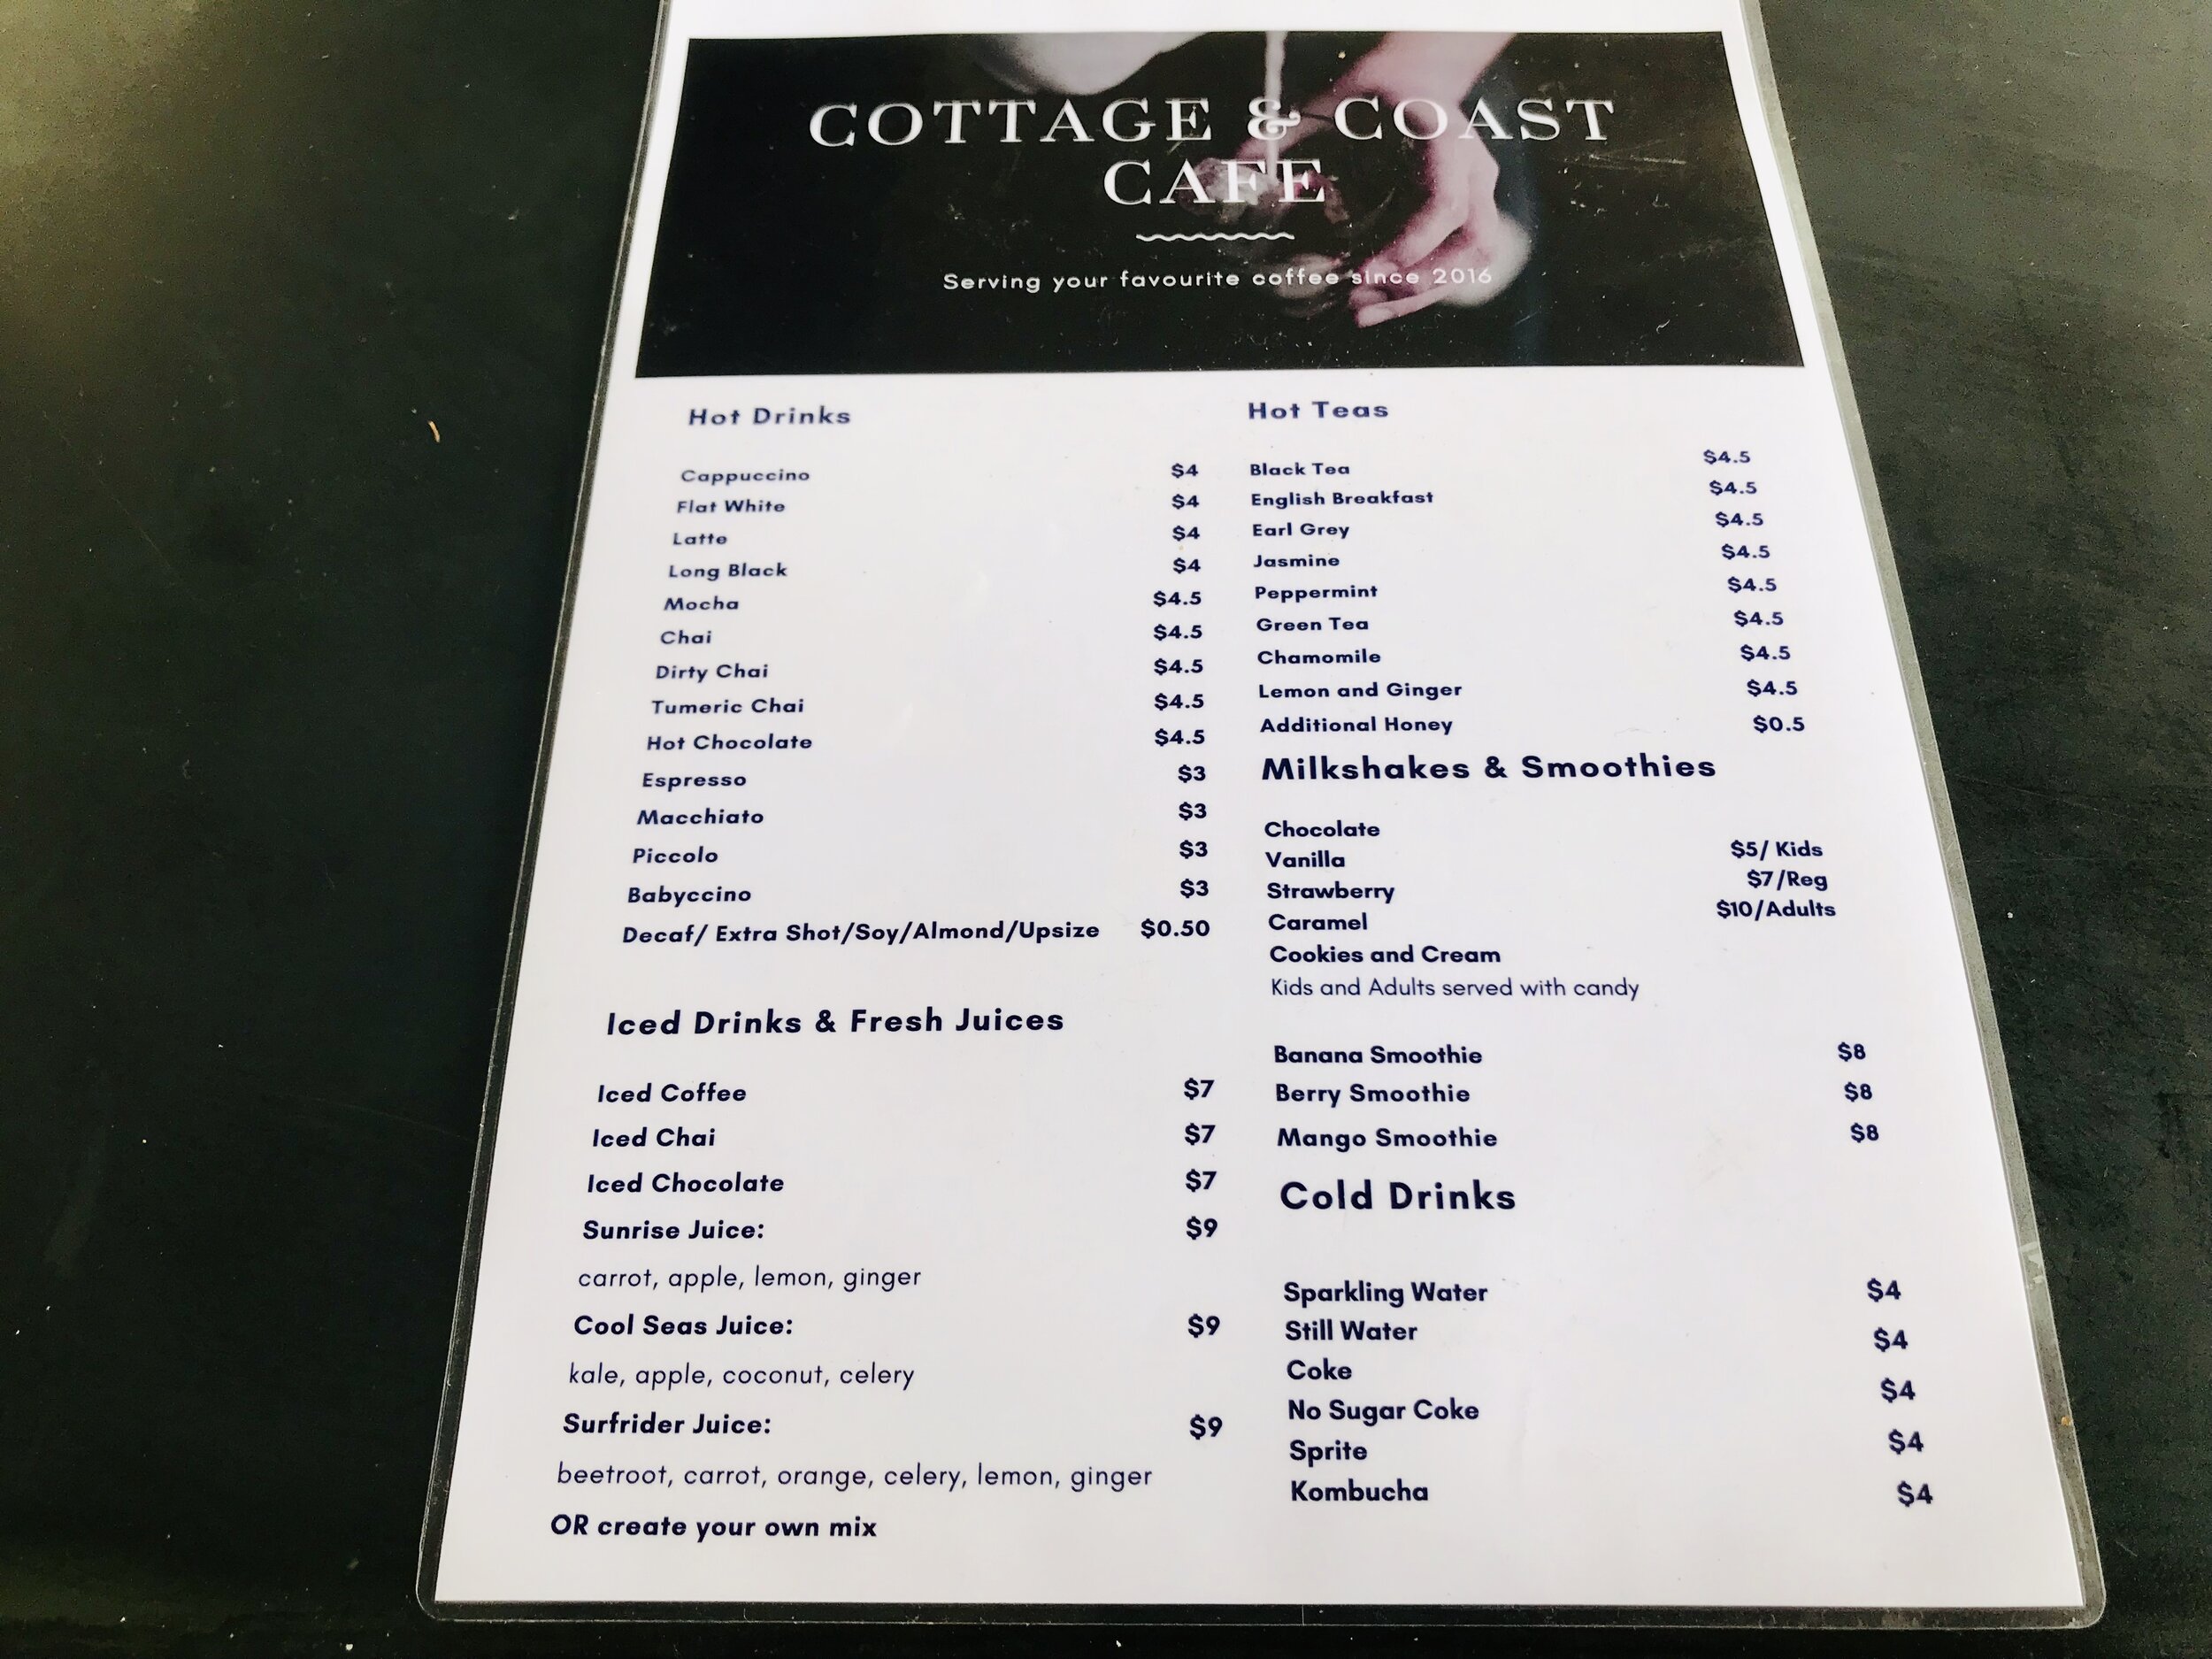 COTTAGE & COAST
CAFE
Serving your favourite coffee since 2016
Hot Drinks
Cappuccino $4
Flat White $4
Latte $4
Long Black $4
Mocha $4.5
Chai $4.5
Dirty Chai $4.5
Tumeric Chai $4.5
Hot Chocolate $4.5
Espresso $3
Macchiato $3
Piccolo $3
Babyccino $3
Decaf/ Extra Shot/Soy/Almond/Upsize $0.50
Iced Drinks & Fresh Juices
Iced Coffee $7
Iced Chai $7
Iced Chocolate $7
Sunrise Juice: $9
carrot, apple, lemon, ginger
Cool Seas Juice: $9
kale, apple, coconut, celery
Surfrider Juice: $9
beetroot, carrot, orange, celery, lemon, ginger
OR create your own mix
Hot Teas
Black Tea $4.5
English Breakfast $4.5
Earl Grey $4.5
Jasmine $4.5
Peppermint $4.5
Green Tea $4.5
Chamomile $4.5
Lemon and Ginger $4.5
Additional Honey $0.5
Milkshakes & Smoothies
Chocolate
Vanilla
Strawberry
Caramel
Cookies and Cream
$5/ Kids
$7/Reg
$10/Adults
Kids and Adults served with candy
Banana Smoothie $8
Berry Smoothie $8
Mango Smoothie $8
Cold Drinks
Sparkling Water
Still Water
Coke
No Sugar Coke
Sprite
Kombucha
$4
$4
$4
$4
$4